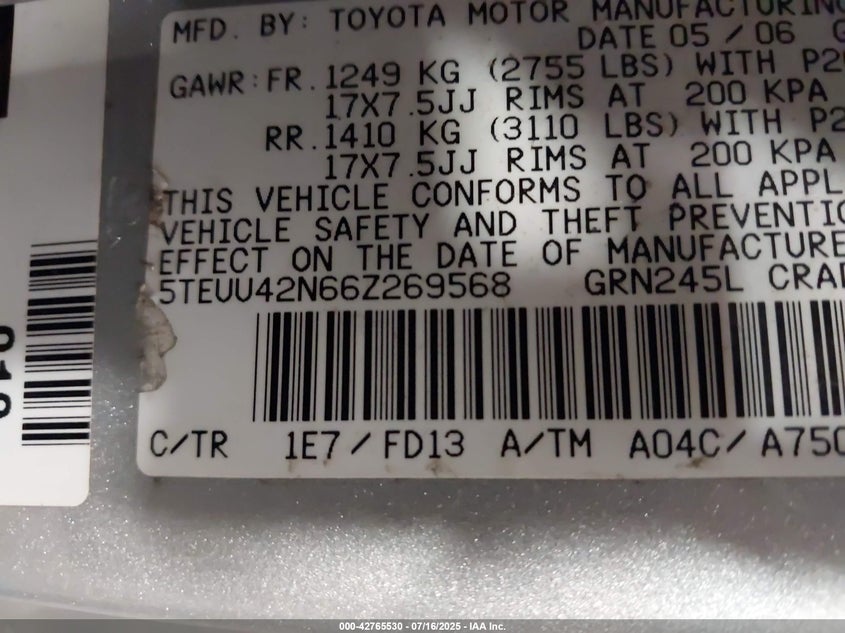 MFD. BY: TOYOTA MOTOR MANUFACTURING
DATE 05 / 06
GAWR: FR. 1249 KG (2755 LBS) WITH
17X7.5JJ RIMS AT 200 KPA
RR. 1410 KG (3110 LBS) WITH
17X7.5JJ RIMS AT 200 KPA
THIS VEHICLE CONFORMS TO ALL APPL
VEHICLE SAFETY AND THEFT PREVENTIO
EFFECT ON THE DATE OF MANUFACTURE
5TEUU42N66Z269568 GRN245L CRA
C/TR 1E7 / FD13 A/TM A04C/ A750
000-42765530 - 07/16/2025 - IAA Inc.